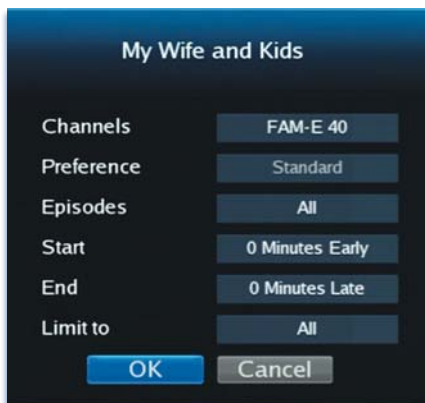 My Wife and Kids
Channels FAM-E 40
Preference Standard
Episodes All
Start 0 Minutes Early
End 0 Minutes Late
Limit to All
OK Cancel